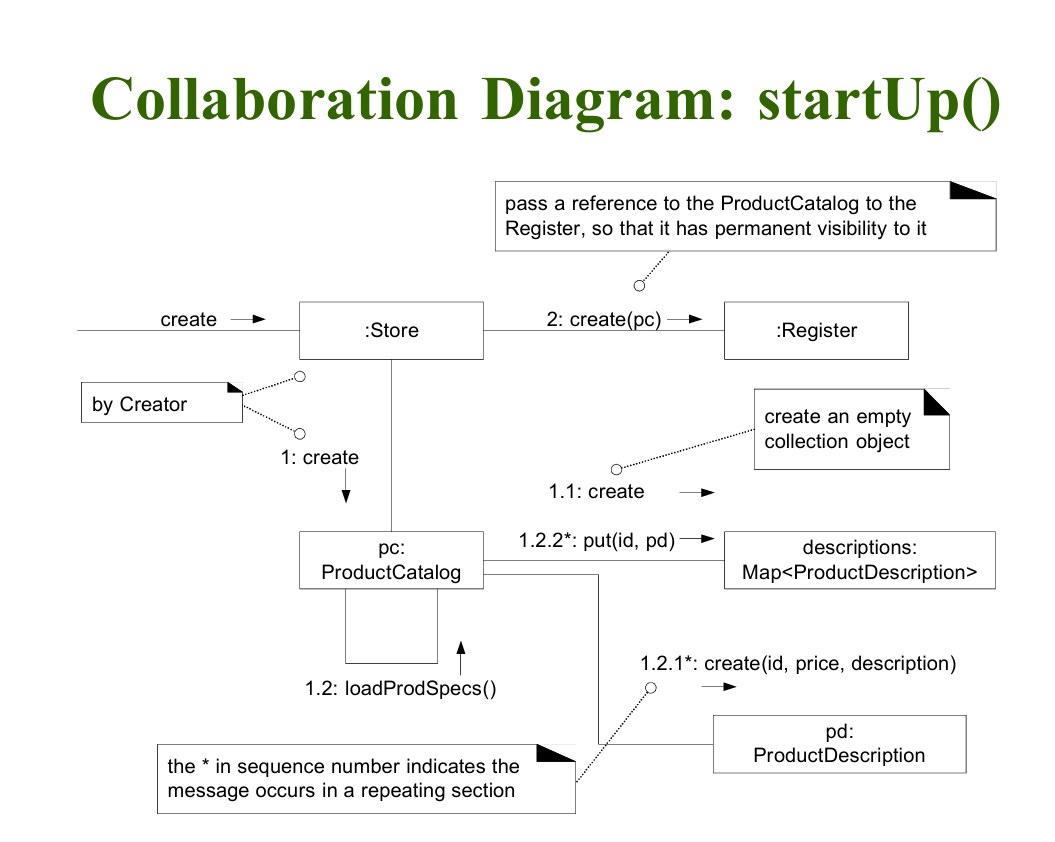 Collaboration Diagram: startUp()
pass a reference to the ProductCatalog to the
Register, so that it has permanent visibility to it
create
:Store
2: create(pc)
:Register
by Creator
create an empty
collection object
1: create
1.1: create
1.2.2*: put(id, pd)
pc:
ProductCatalog
descriptions:
Map<ProductDescription>
1.2.1*: create(id, price, description)
1.2: loadProdSpecs()
pd:
ProductDescription
the * in sequence number indicates the
message occurs in a repeating section